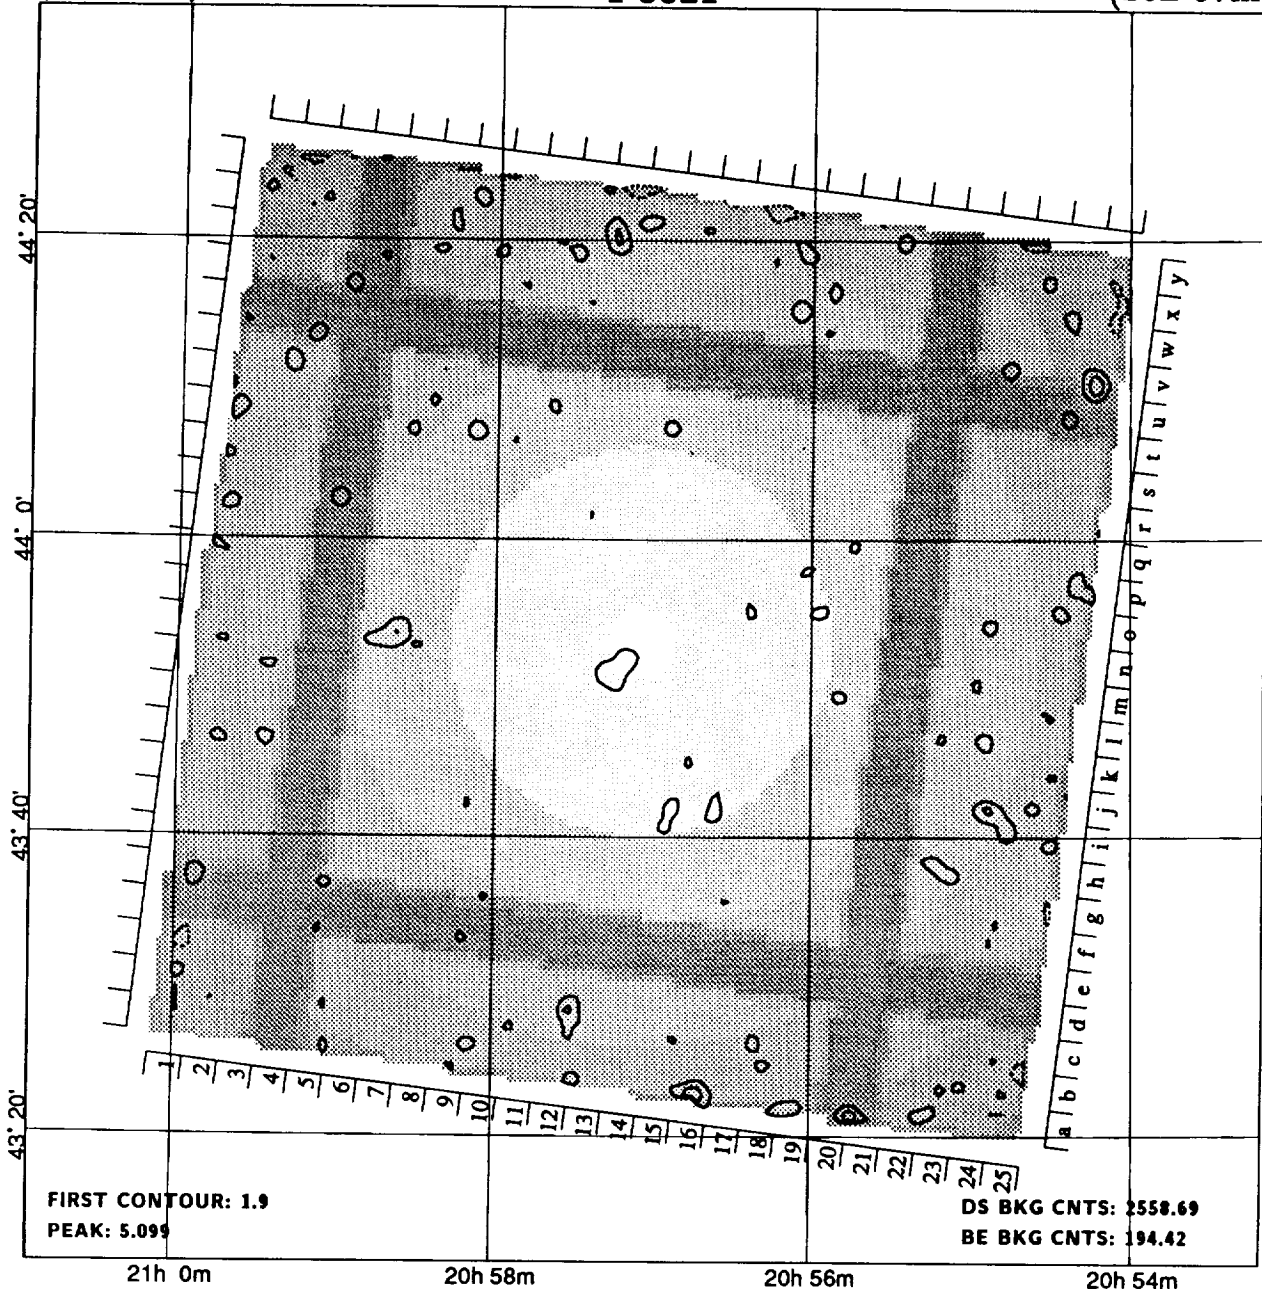 44° 20'
44° 0'
43° 40'
43° 20'
y
x
w
v
u
t
s
r
q
p
o
n
m
l
k
j
i
h
g
f
e
d
c
b
a
1 2 3 4 5 6 7 8 9 10 11 12 13 14 15 16 17 18 19 20 21 22 23 24 25
FIRST CONTOUR: 1.9
PEAK: 5.099
DS BKG CNTS: 2558.69
BE BKG CNTS: 194.42
21h 0m 20h 58m 20h 56m 20h 54m